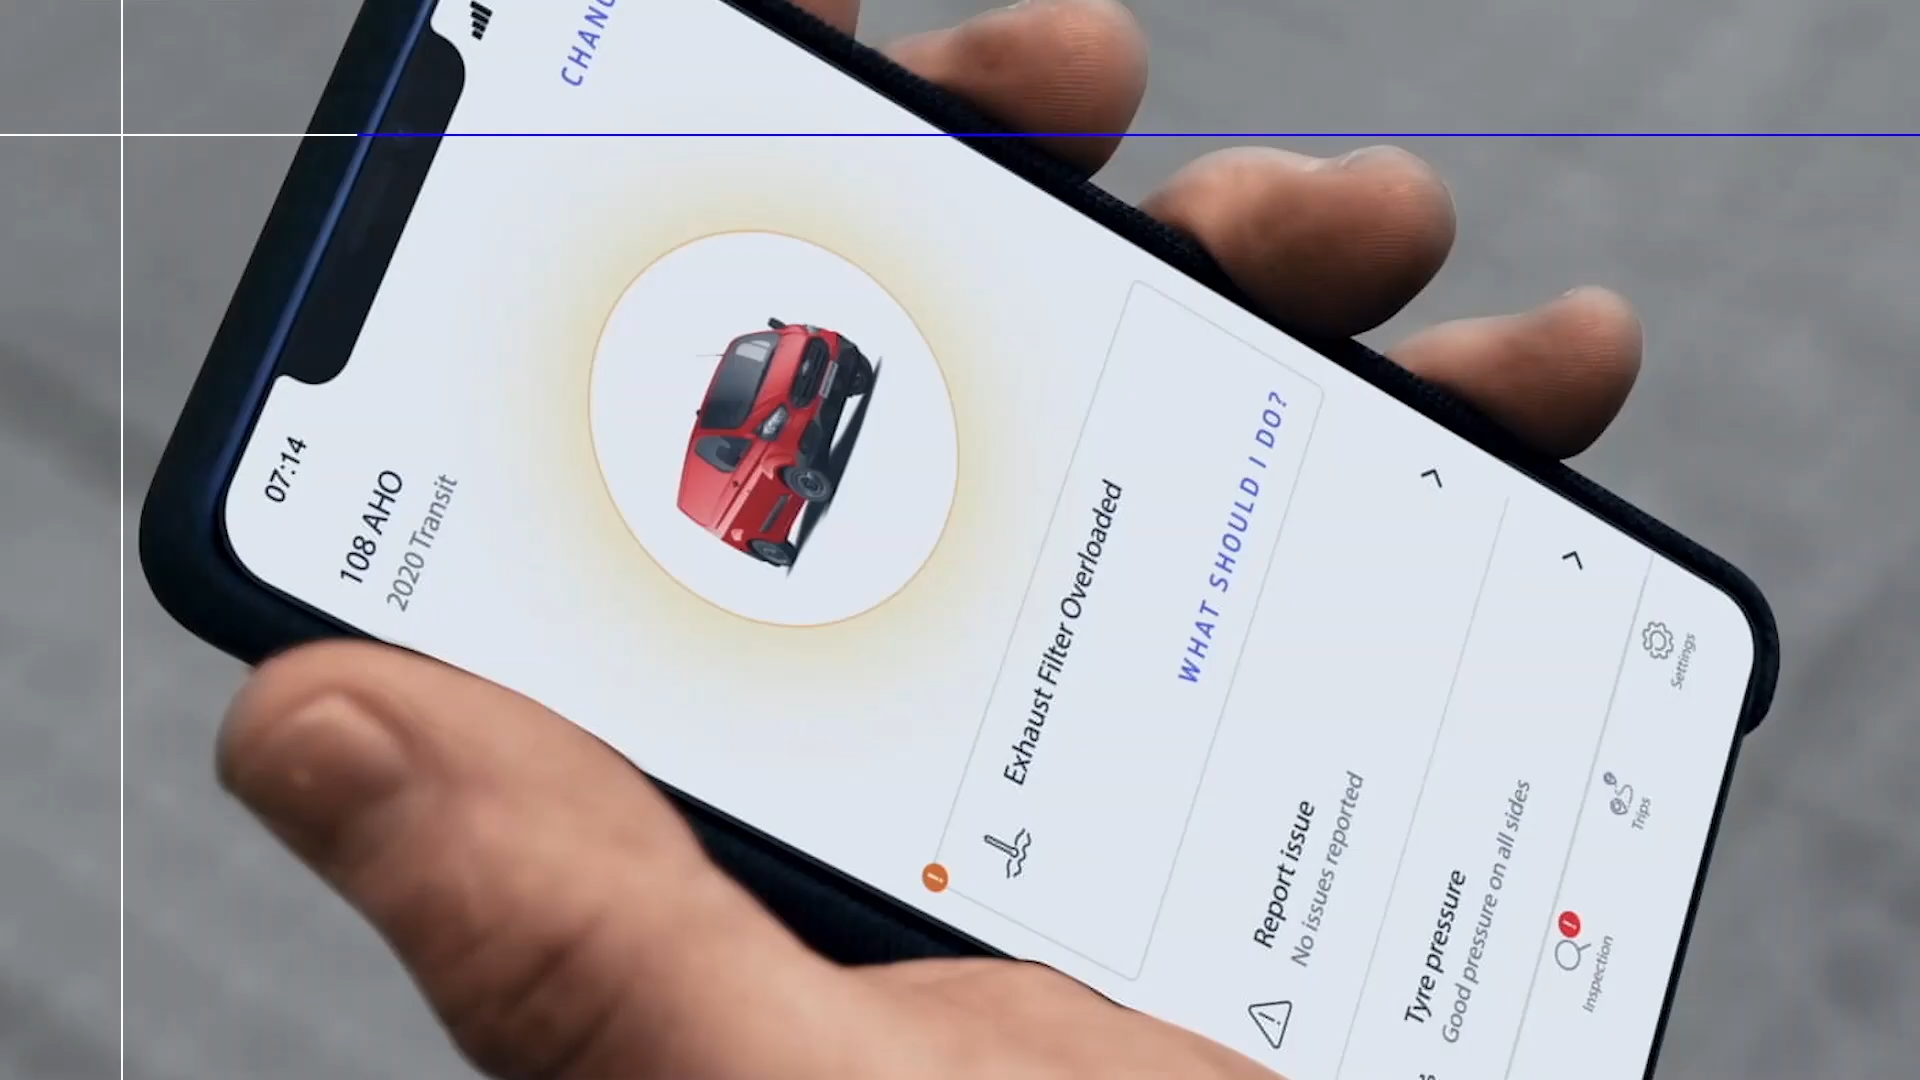 07:14
108 AHO
2020 Transit
Exhaust Filter Overloaded
WHAT SHOULD I DO?
Report issue
No issues reported
Tyre pressure
Good pressure on all sides
Inspection
Trips
Settings